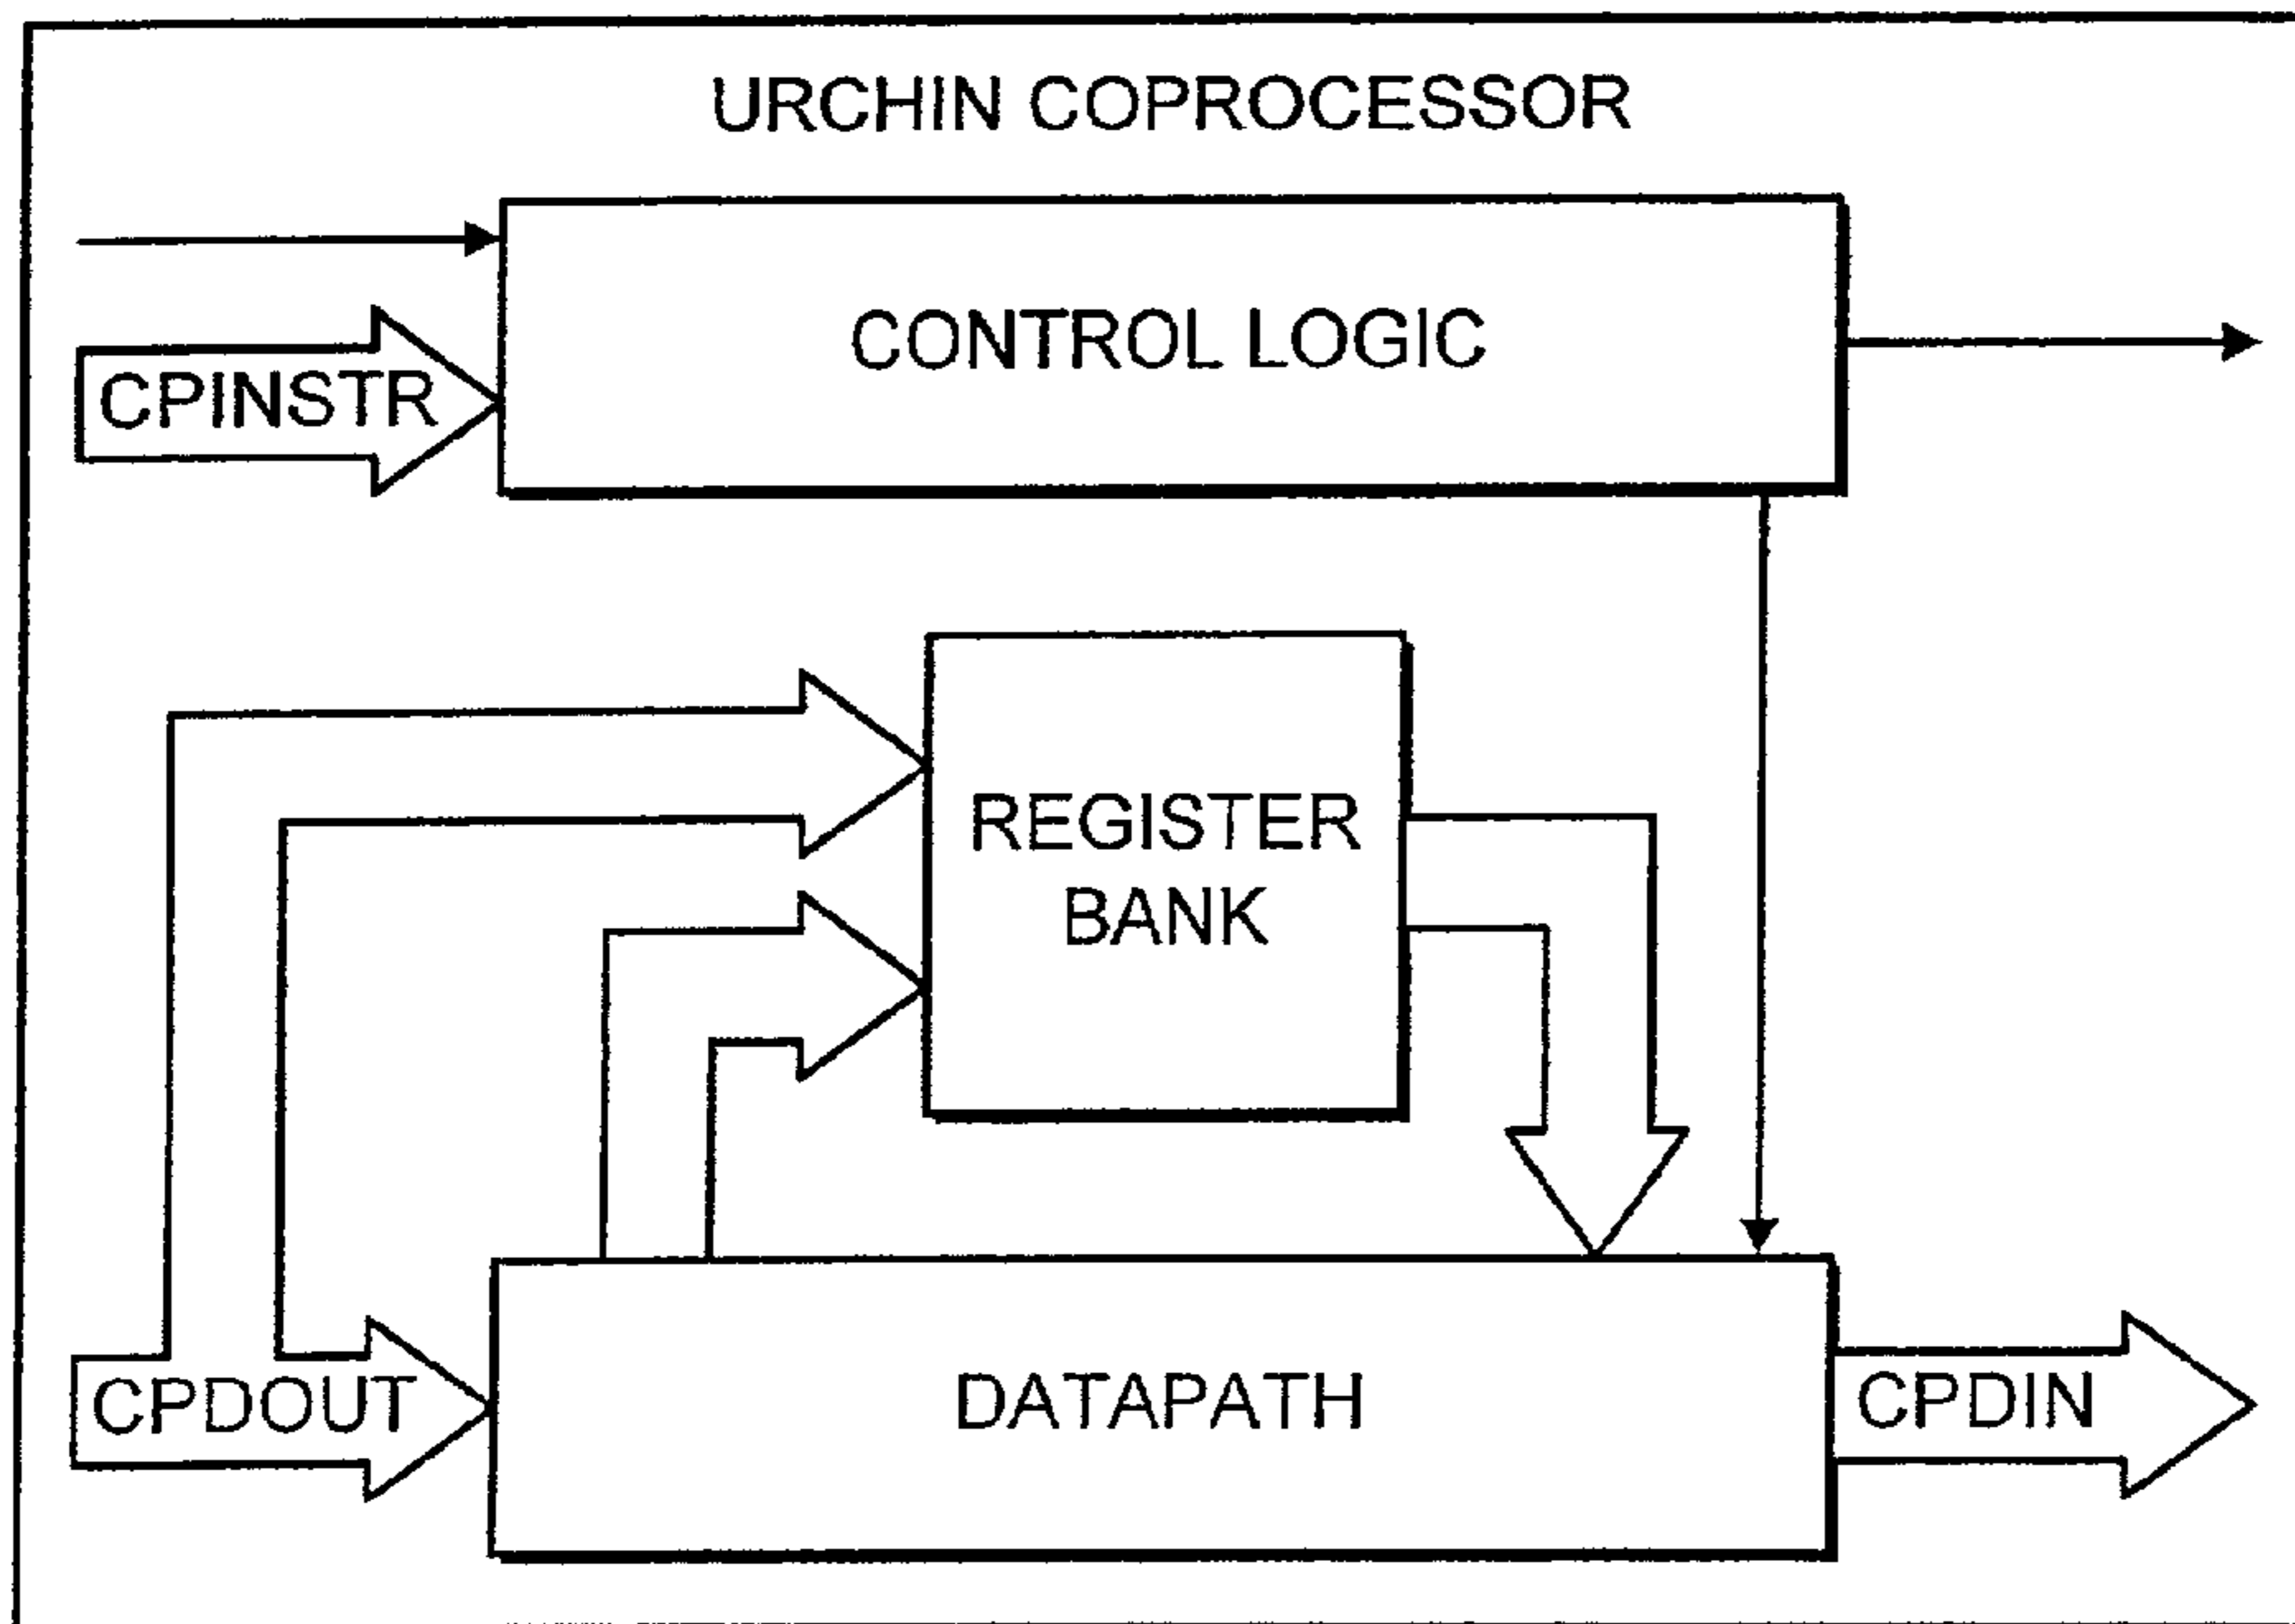 URCHIN COPROCESSOR
CONTROL LOGIC
CPINSTR
REGISTER
BANK
CPDOUT
DATAPATH
CPDIN